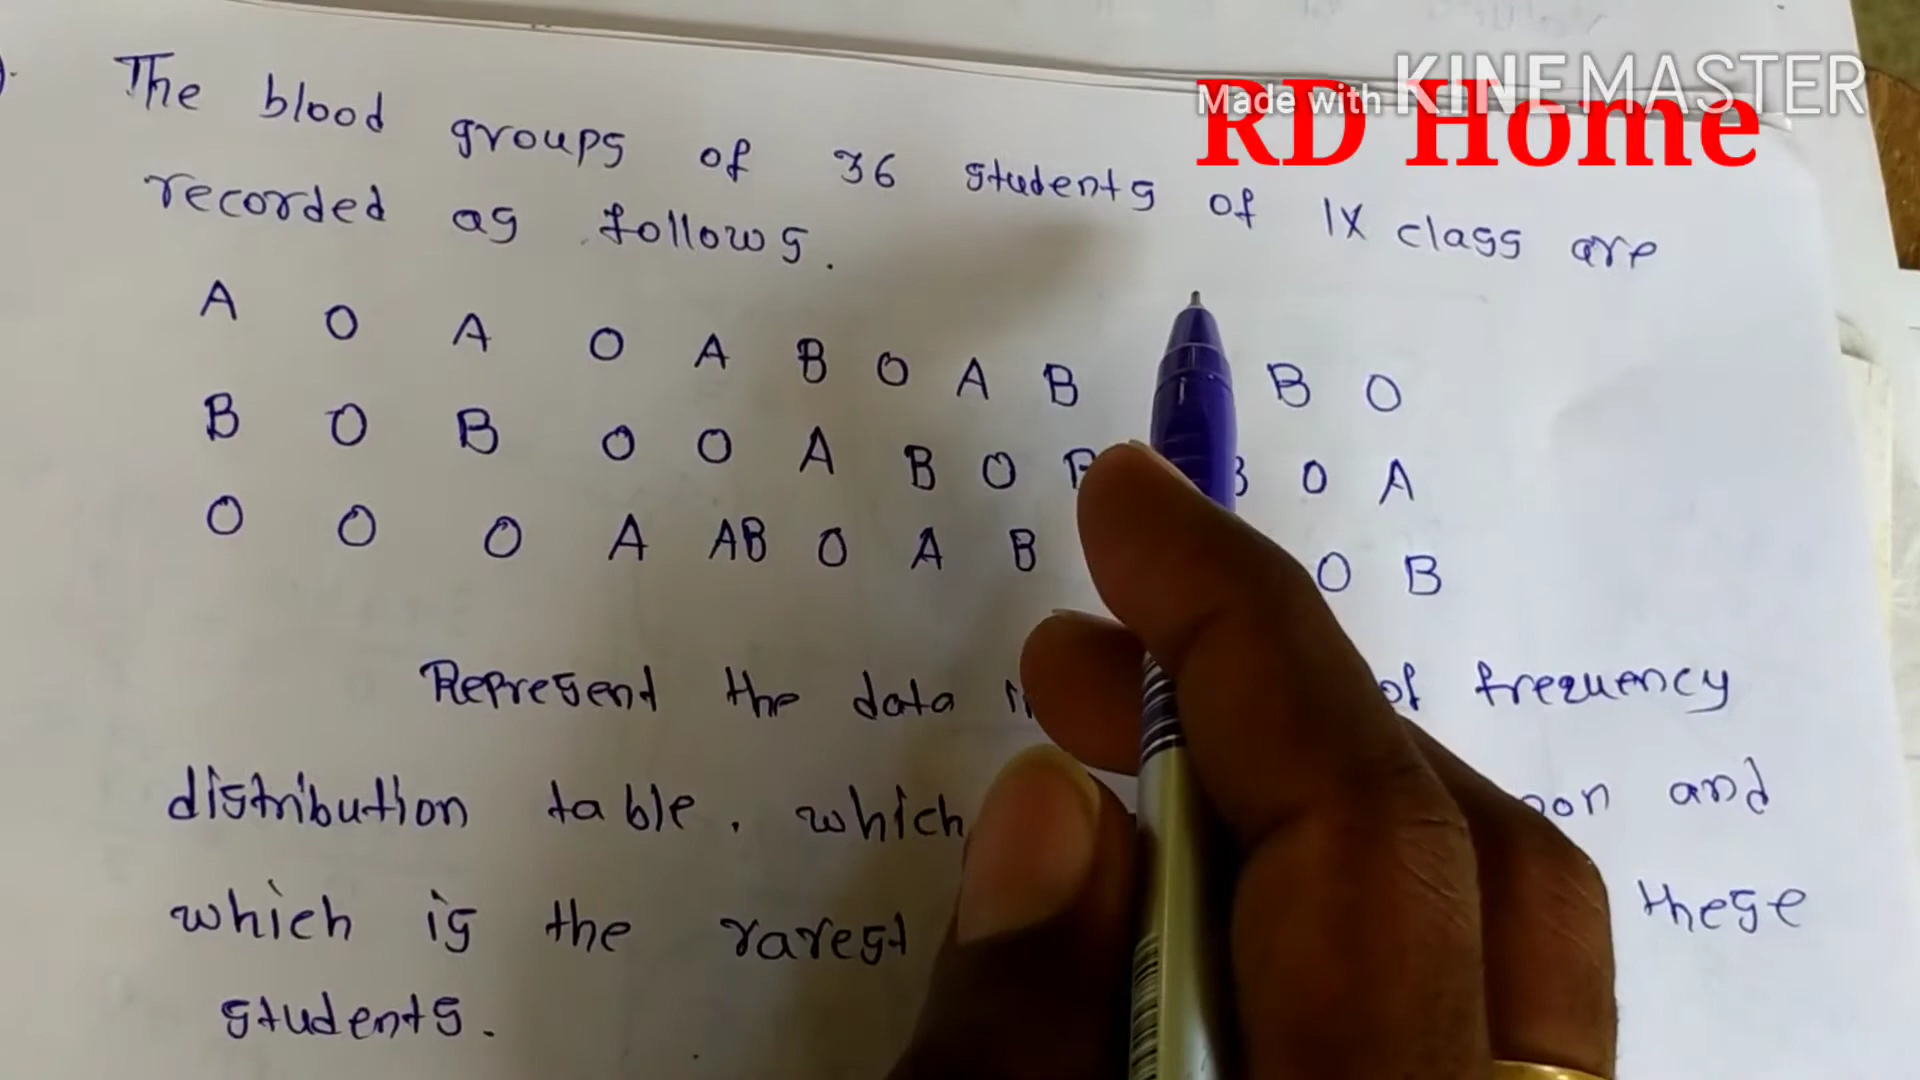 Made with KINEMASTER
RD Home
The blood groups of 36 students of IX class are
recorded as follows.
A O A O A B O A B B O
B O B O O A B O B B O A
O O O A AB O A B O B
Represent the data of frequency
distribution table. which and
which is the rarest these
students.